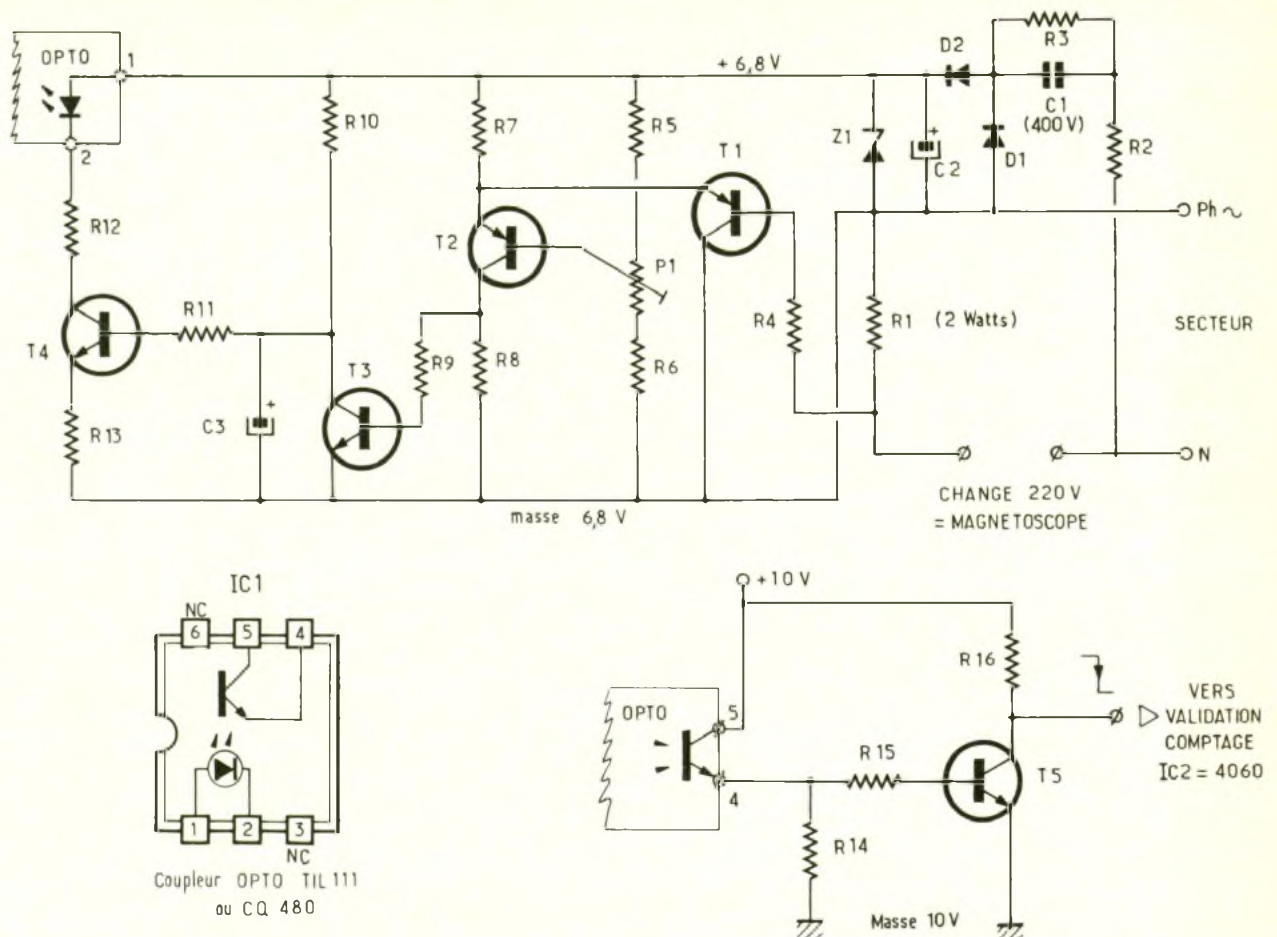 OPTO
1
2
+ 6,8 V
D2
R3
C1
(400 V)
R2
R10
R7
R5
T1
Z1
C2
D1
Ph ~
R12
T2
P1
R11
R4
R1
(2 Watts)
SECTEUR
T4
T3
R9
R8
R6
R13
C3
N
CHANGE 220 V
= MAGNETOSCOPE
masse 6,8 V
IC1
NC
6
5
4
1
2
3
NC
Coupleur OPTO TIL 111
ou CQ 480
+10 V
R16
OPTO
5
4
R15
T5
R14
Masse 10 V
VERS
VALIDATION
COMPTAGE
IC2 = 4060